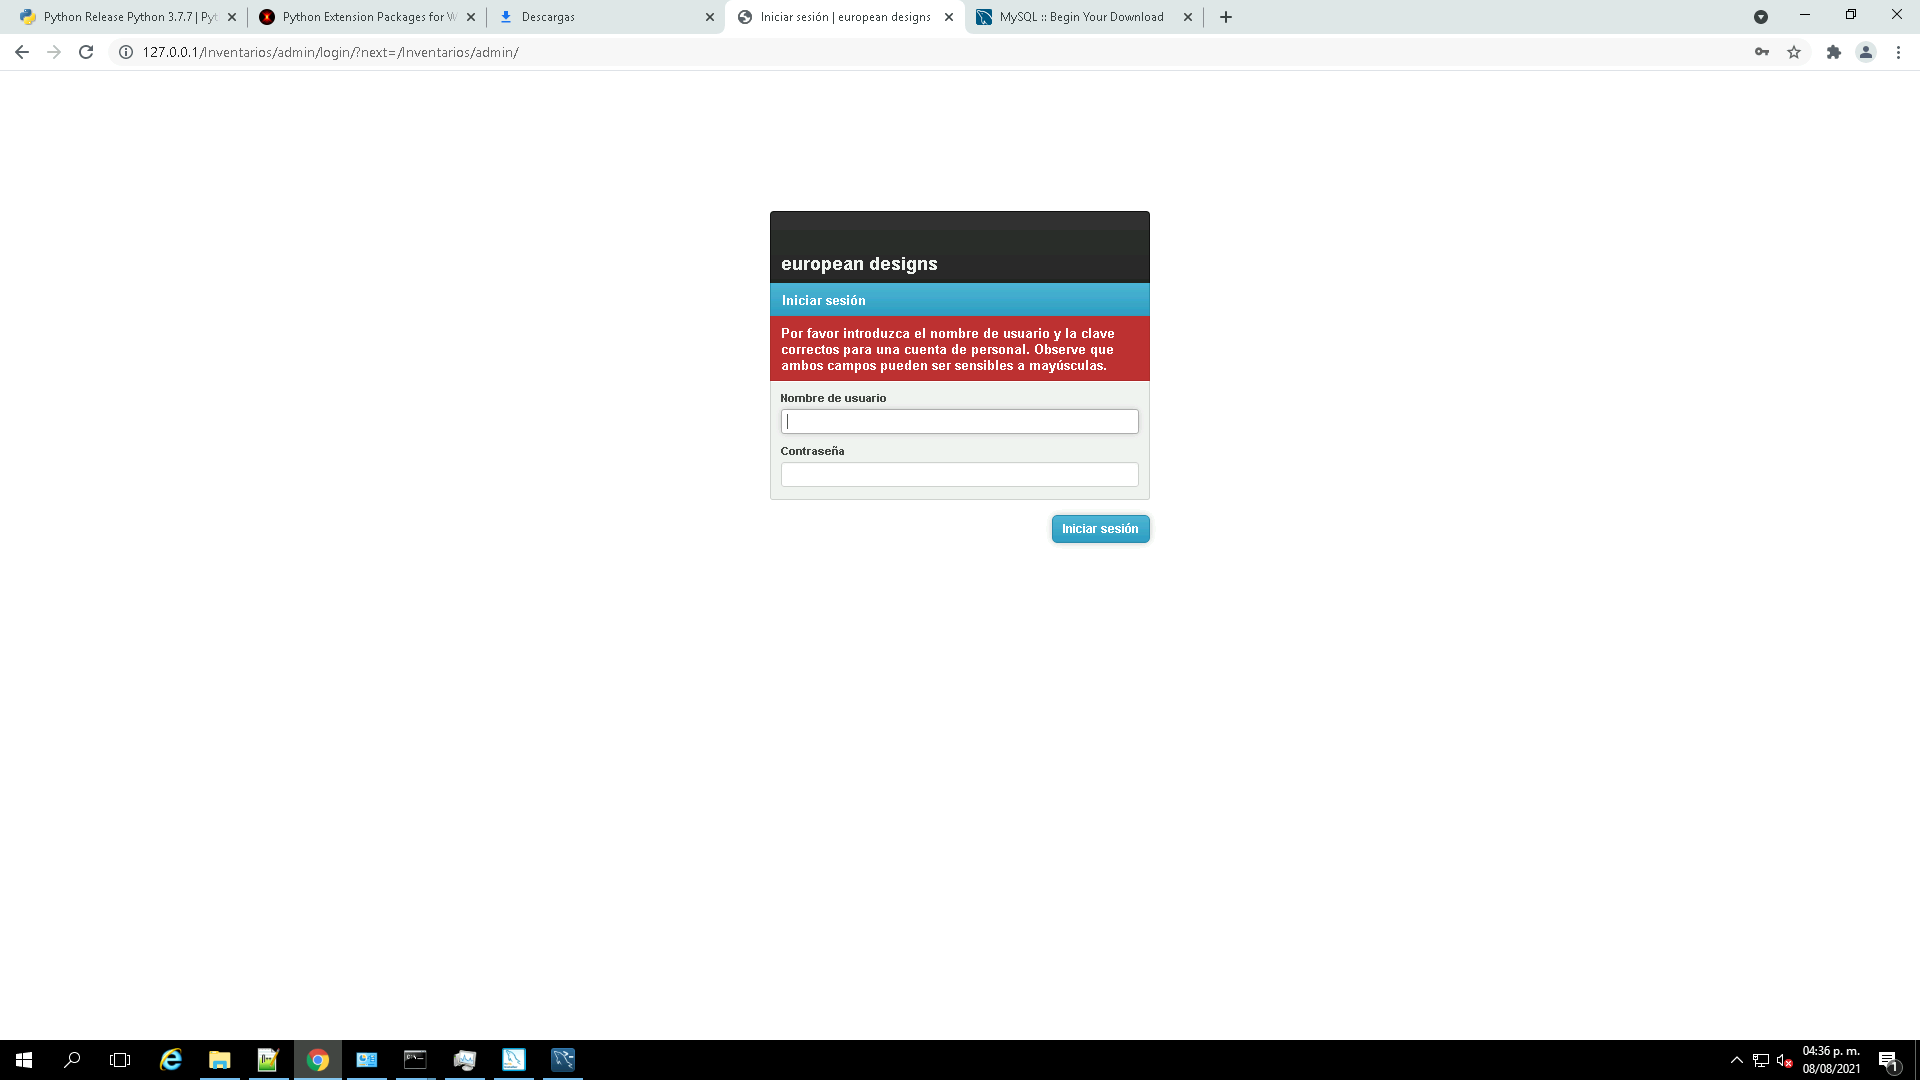 Python Release Python 3.7.7 | Pyt
Python Extension Packages for W
Descargas
Iniciar sesión | european designs
MySQL :: Begin Your Download
127.0.0.1/Inventarios/admin/login/?next=/Inventarios/admin/
european designs
Iniciar sesión
Por favor introduzca el nombre de usuario y la clave
correctos para una cuenta de personal. Observe que
ambos campos pueden ser sensibles a mayúsculas.
Nombre de usuario
Contraseña
Iniciar sesión
04:36 p. m.
08/08/2021
1